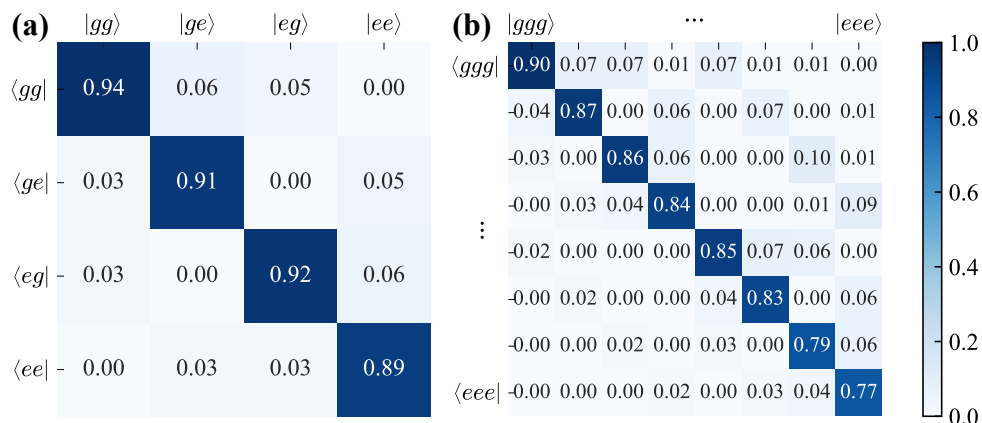 (a) |gg⟩ |ge⟩ |eg⟩ |ee⟩
⟨gg| 0.94 0.06 0.05 0.00
⟨ge| 0.03 0.91 0.00 0.05
⟨eg| 0.03 0.00 0.92 0.06
⟨ee| 0.00 0.03 0.03 0.89
(b) |ggg⟩ ... |eee⟩
⟨ggg| 0.90 0.07 0.07 0.01 0.07 0.01 0.01 0.00
0.04 0.87 0.00 0.06 0.00 0.07 0.00 0.01
0.03 0.00 0.86 0.06 0.00 0.00 0.10 0.01
0.00 0.03 0.04 0.84 0.00 0.00 0.01 0.09
⋮
0.02 0.00 0.00 0.00 0.85 0.07 0.06 0.00
0.00 0.02 0.00 0.00 0.04 0.83 0.00 0.06
0.00 0.00 0.02 0.00 0.03 0.00 0.79 0.06
⟨eee| 0.00 0.00 0.00 0.02 0.00 0.03 0.04 0.77
1.0
0.8
0.6
0.4
0.2
0.0